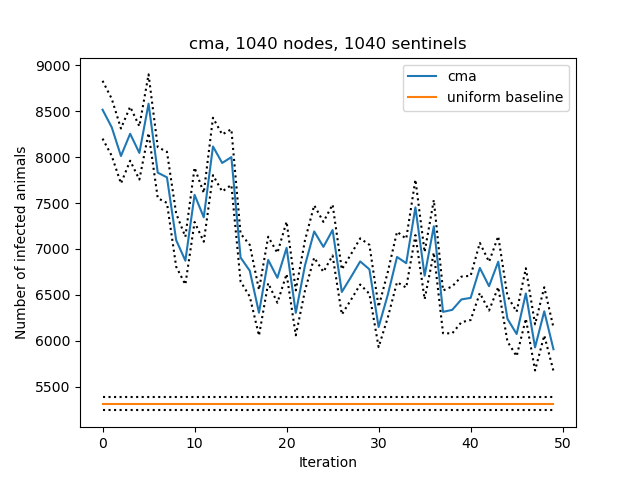 cma, 1040 nodes, 1040 sentinels
cma
uniform baseline
Number of infected animals
9000
8500
8000
7500
7000
6500
6000
5500
0 10 20 30 40 50
Iteration